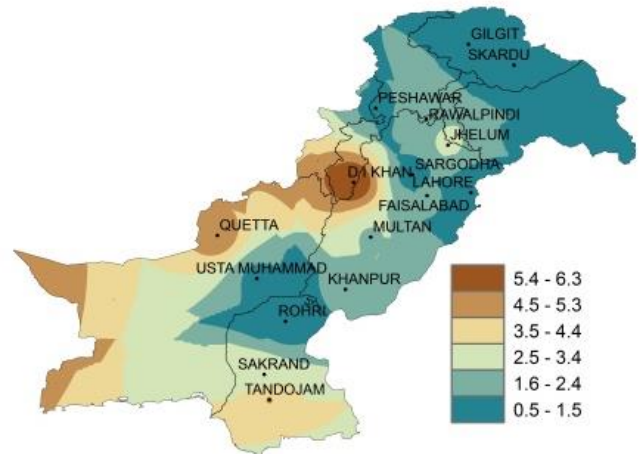 GILGIT
SKARDU
PESHAWAR
RAWALPINDI
JHELUM
SARGODHA
D I KHAN
LAHORE
FAISALABAD
QUETTA
MULTAN
USTA MUHAMMAD
KHANPUR
ROHRI
SAKRAND
TANDOJAM
5.4 - 6.3
4.5 - 5.3
3.5 - 4.4
2.5 - 3.4
1.6 - 2.4
0.5 - 1.5